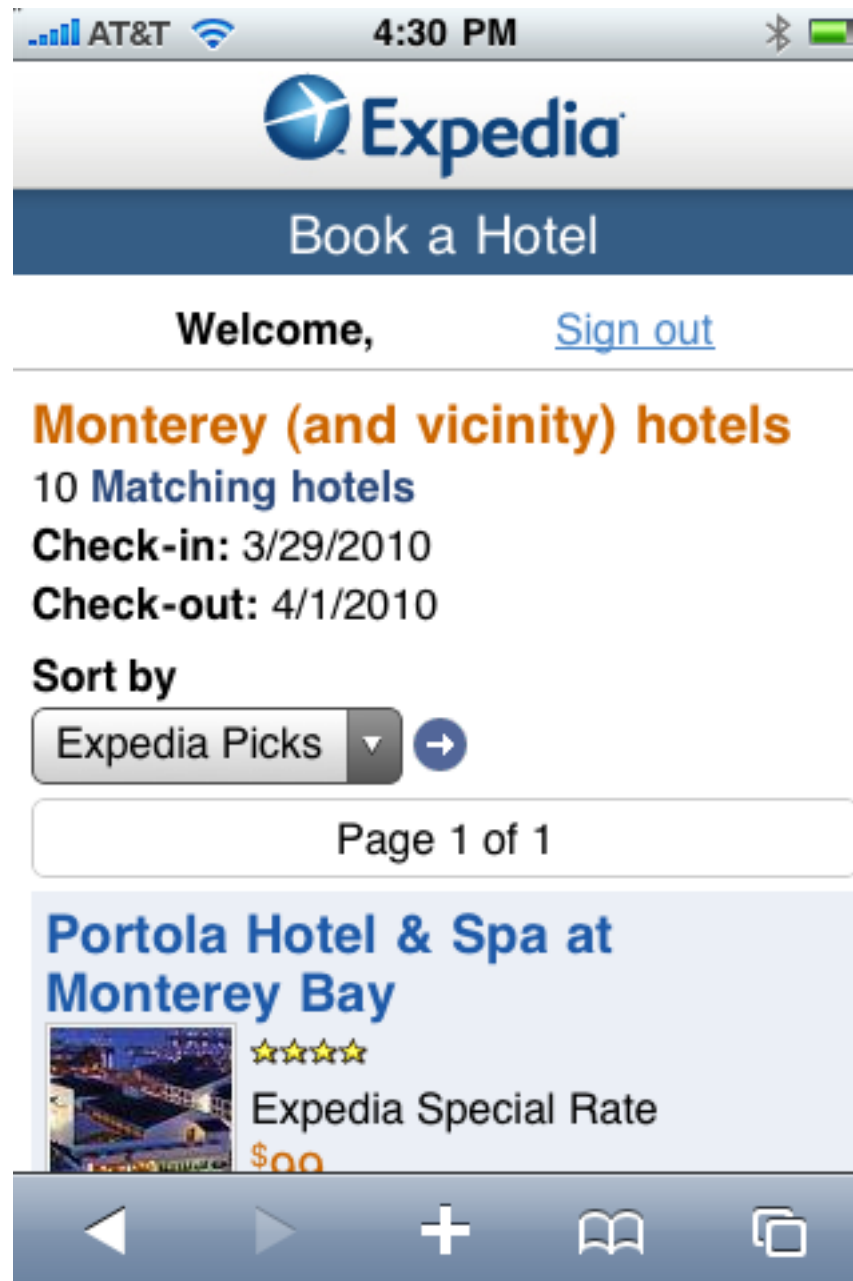 AT&T 4:30 PM
Expedia
Book a Hotel
Welcome, Sign out
Monterey (and vicinity) hotels
10 Matching hotels
Check-in: 3/29/2010
Check-out: 4/1/2010
Sort by
Expedia Picks
Page 1 of 1
Portola Hotel & Spa at
Monterey Bay
Expedia Special Rate
$99